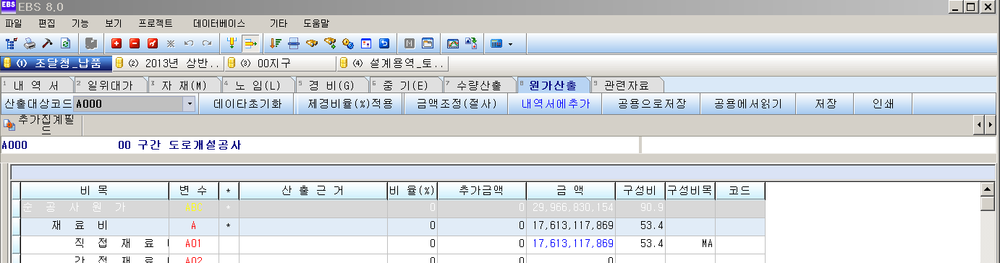 EBS EBS 8.0
파일 편집 기능 보기 프로젝트 데이터베이스 기타 도움말
(1) 조달청_납품 (2) 2013년 상반.. (3) 00지구 (4) 설계용역_토..
1 내 역 서 2 일위대가 3 자 재(M) 4 노 임(L) 5 경 비(G) 6 중 기(E) 7 수량산출 8 원가산출 9 관련자료
산출대상코드 A000 데이타초기화 제경비율(%)적용 금액조정(절사) 내역서에추가 공용으로저장 공용에서읽기 저장 인쇄
추가집계필
드
A000 00 구간 도로개설공사
비 목 변 수 * 산 출 근 거 비 율(%) 추가금액 금 액 구성비 구성비목 코드
순 공 사 원 가 * 0 0 29,966,830,154 90.9
재 료 비 A * 0 0 17,613,117,869 53.4
직 접 재 료 A01 0 0 17,613,117,869 53.4 MA
간 접 재 료 A02 0 0 0